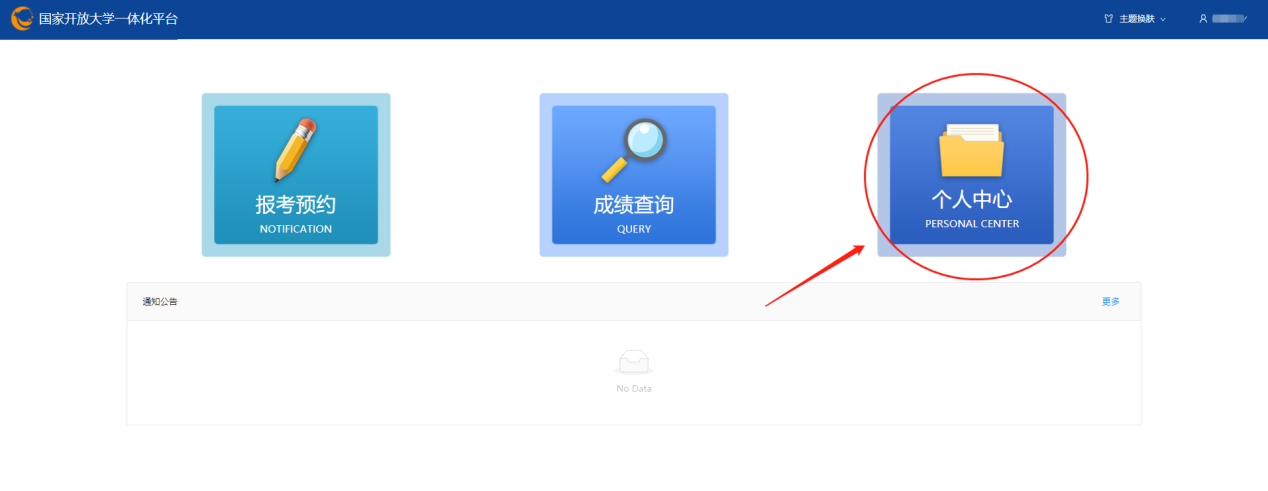 国家开放大学一体化平台
主题换肤
报考预约
NOTIFICATION
成绩查询
QUERY
个人中心
PERSONAL CENTER
通知公告
更多
No Data